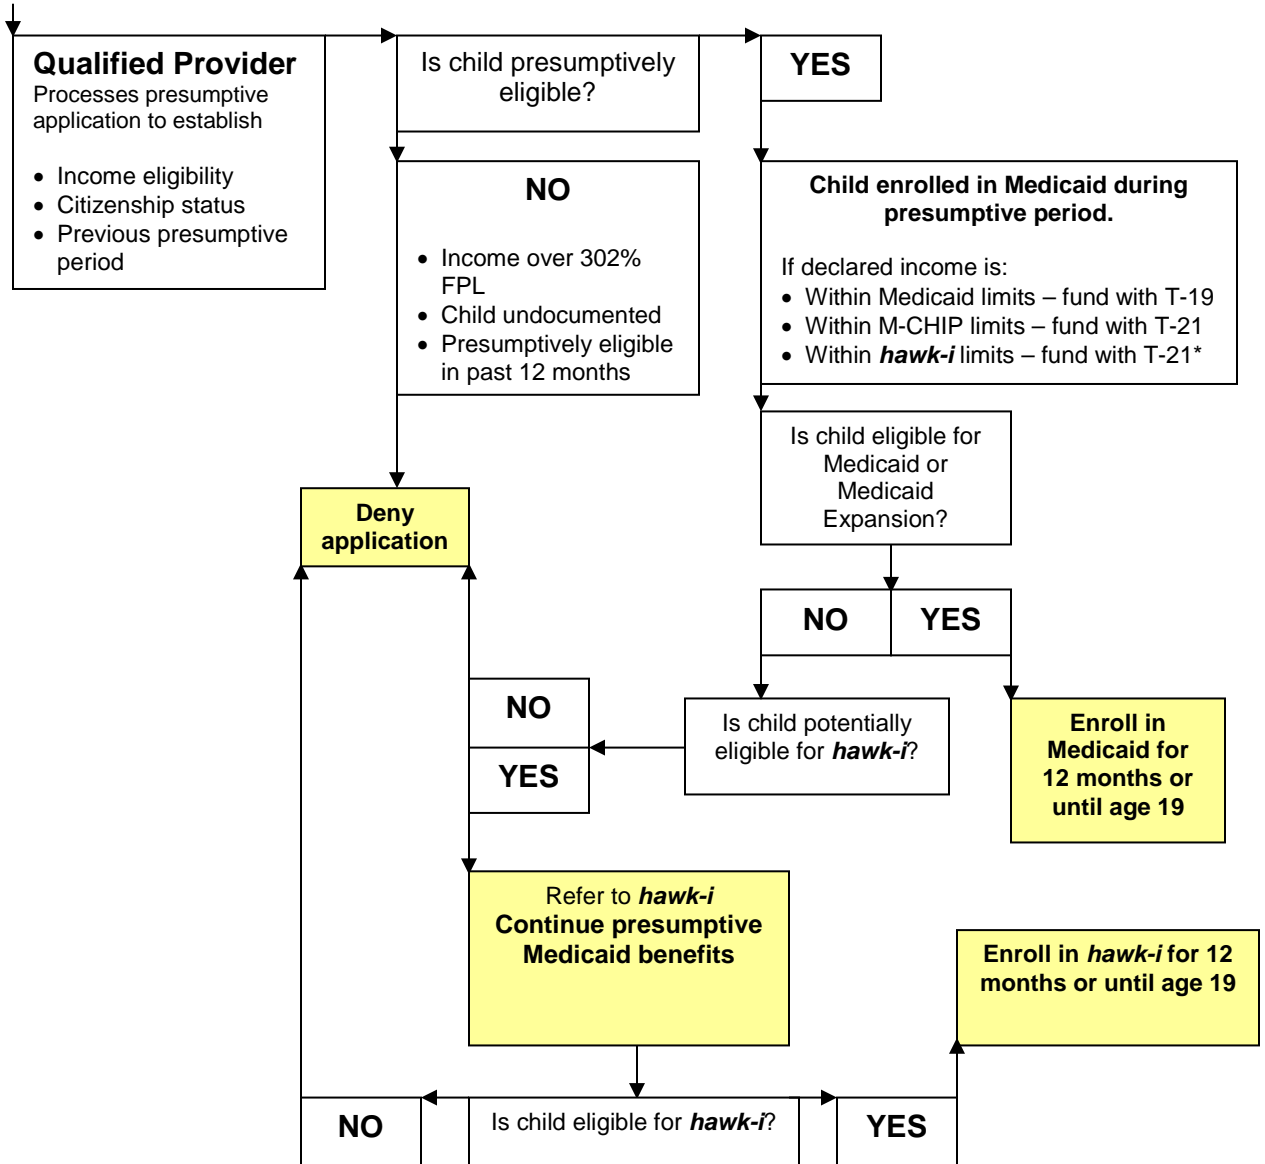 Qualified Provider
Processes presumptive
application to establish
• Income eligibility
• Citizenship status
• Previous presumptive
period
Is child presumptively
eligible?
YES
NO
• Income over 302%
FPL
• Child undocumented
• Presumptively eligible
in past 12 months
Child enrolled in Medicaid during
presumptive period.
If declared income is:
• Within Medicaid limits – fund with T-19
• Within M-CHIP limits – fund with T-21
• Within hawk-i limits – fund with T-21*
Is child eligible for
Medicaid or
Medicaid
Expansion?
Deny
application
NO
YES
NO
YES
Is child potentially
eligible for hawk-i?
Enroll in
Medicaid for
12 months or
until age 19
Refer to hawk-i
Continue presumptive
Medicaid benefits
Enroll in hawk-i for 12
months or until age 19
NO
Is child eligible for hawk-i?
YES